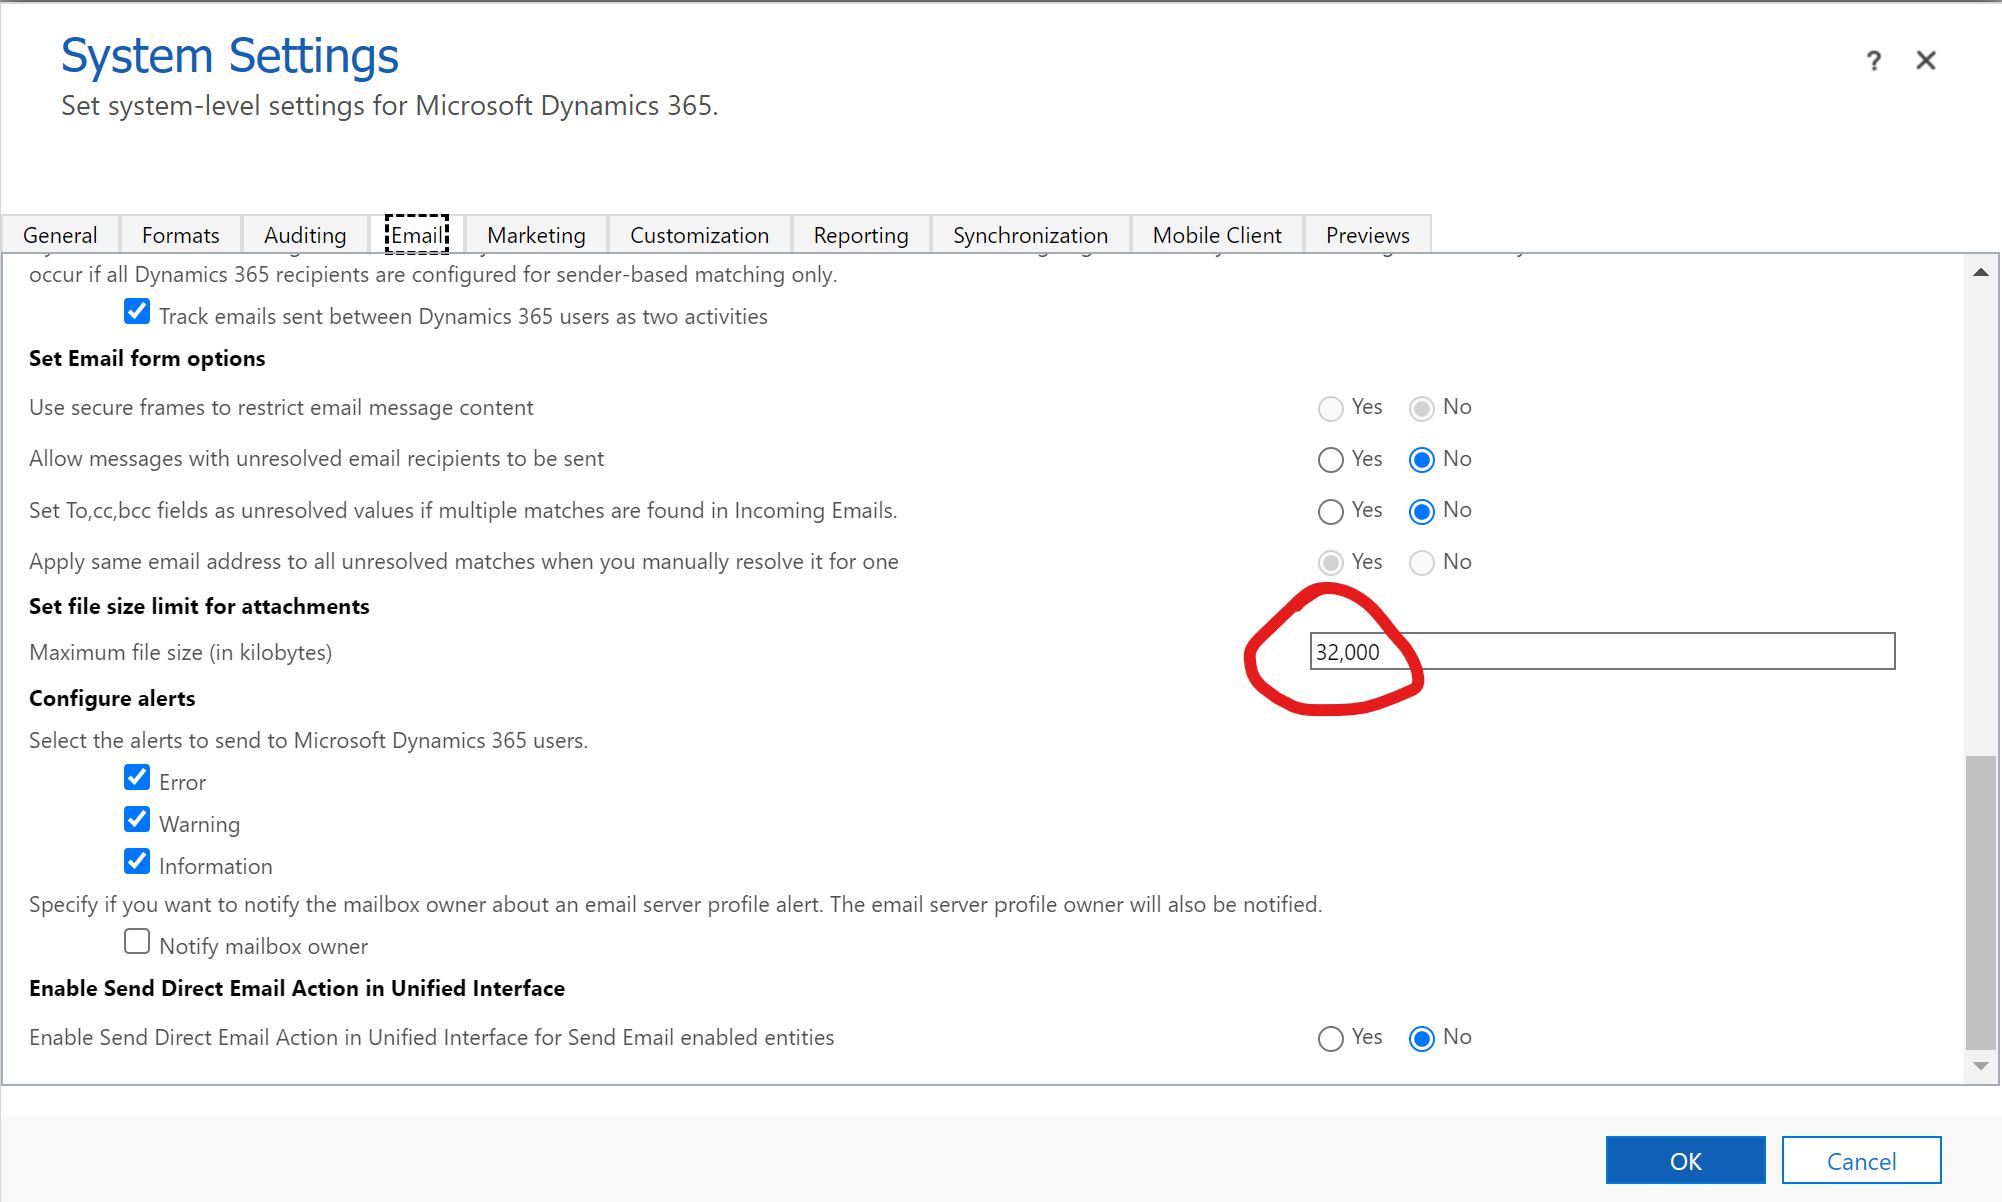 System Settings
?
Set system-level settings for Microsoft Dynamics 365.
General Formats Auditing Email Marketing Customization Reporting Synchronization Mobile Client Previews
occur if all Dynamics 365 recipients are configured for sender-based matching only.
Track emails sent between Dynamics 365 users as two activities
Set Email form options
Use secure frames to restrict email message content Yes No
Allow messages with unresolved email recipients to be sent Yes No
Set To,cc,bcc fields as unresolved values if multiple matches are found in Incoming Emails. Yes No
Apply same email address to all unresolved matches when you manually resolve it for one Yes No
Set file size limit for attachments
Maximum file size (in kilobytes) 32,000
Configure alerts
Select the alerts to send to Microsoft Dynamics 365 users.
Error
Warning
Information
Specify if you want to notify the mailbox owner about an email server profile alert. The email server profile owner will also be notified.
Notify mailbox owner
Enable Send Direct Email Action in Unified Interface
Enable Send Direct Email Action in Unified Interface for Send Email enabled entities Yes No
OK Cancel